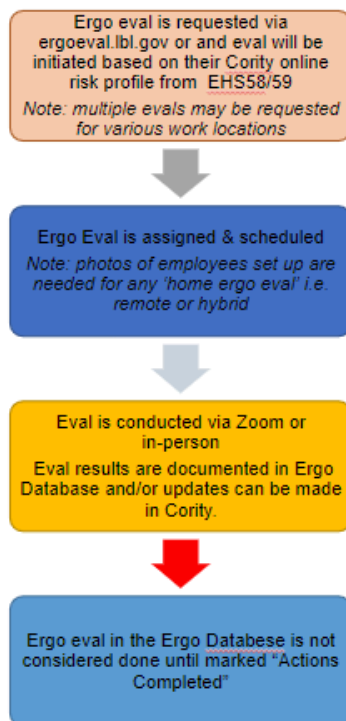 Ergo eval is requested via
ergoeval.lbl.gov or and eval will be
initiated based on their Cority online
risk profile from EHS58/59
Note: multiple evals may be requested
for various work locations
Ergo Eval is assigned & scheduled
Note: photos of employees set up are
needed for any 'home ergo eval' i.e.
remote or hybrid
Eval is conducted via Zoom or
in-person
Eval results are documented in Ergo
Database and/or updates can be made
in Cority.
Ergo eval in the Ergo Databese is not
considered done until marked “Actions
Completed”